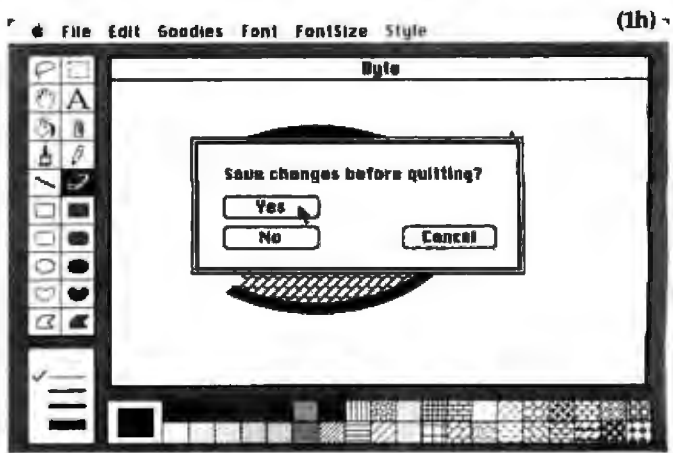 (1h)
File Edit Goodies Font FontSize Style
Byte
A
Save changes before quitting?
Yes
No Cancel